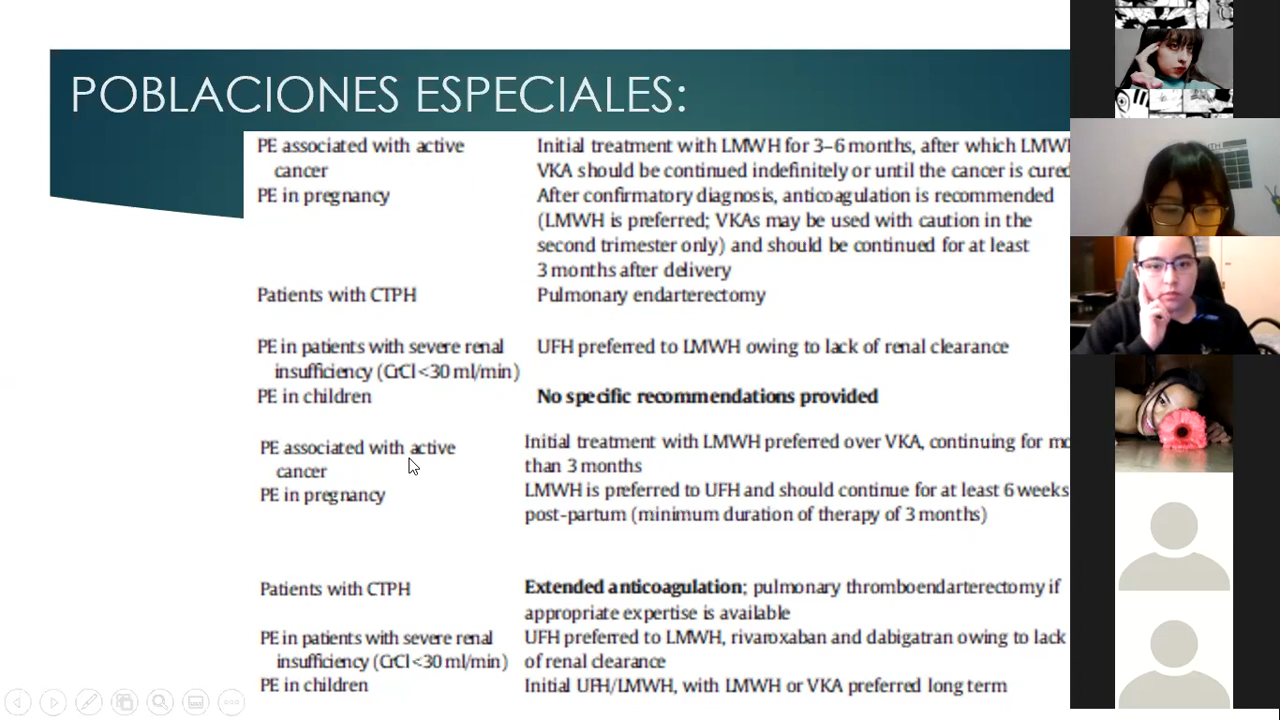 POBLACIONES ESPECIALES:
PE associated with active Initial treatment with LMWH for 3–6 months, after which
cancer VKA should be continued indefinitely or until the cancer is
PE in pregnancy After confirmatory diagnosis, anticoagulation is recommended
(LMWH is preferred; VKAs may be used with caution in the
second trimester only) and should be continued for at least
3 months after delivery
Patients with CTPH Pulmonary endarterectomy
PE in patients with severe renal UFH preferred to LMWH owing to lack of renal clearance
insufficiency (CrCl<30 ml/min)
PE in children No specific recommendations provided
PE associated with active Initial treatment with LMWH preferred over VKA, continuing for
cancer than 3 months
PE in pregnancy LMWH is preferred to UFH and should continue for at least 6 weeks
post-partum (minimum duration of therapy of 3 months)
Patients with CTPH Extended anticoagulation; pulmonary thromboendarterectomy if
appropriate expertise is available
PE in patients with severe renal UFH preferred to LMWH, rivaroxaban and dabigatran owing to lack
insufficiency (CrCl<30 ml/min) of renal clearance
PE in children Initial UFH/LMWH, with LMWH or VKA preferred long term